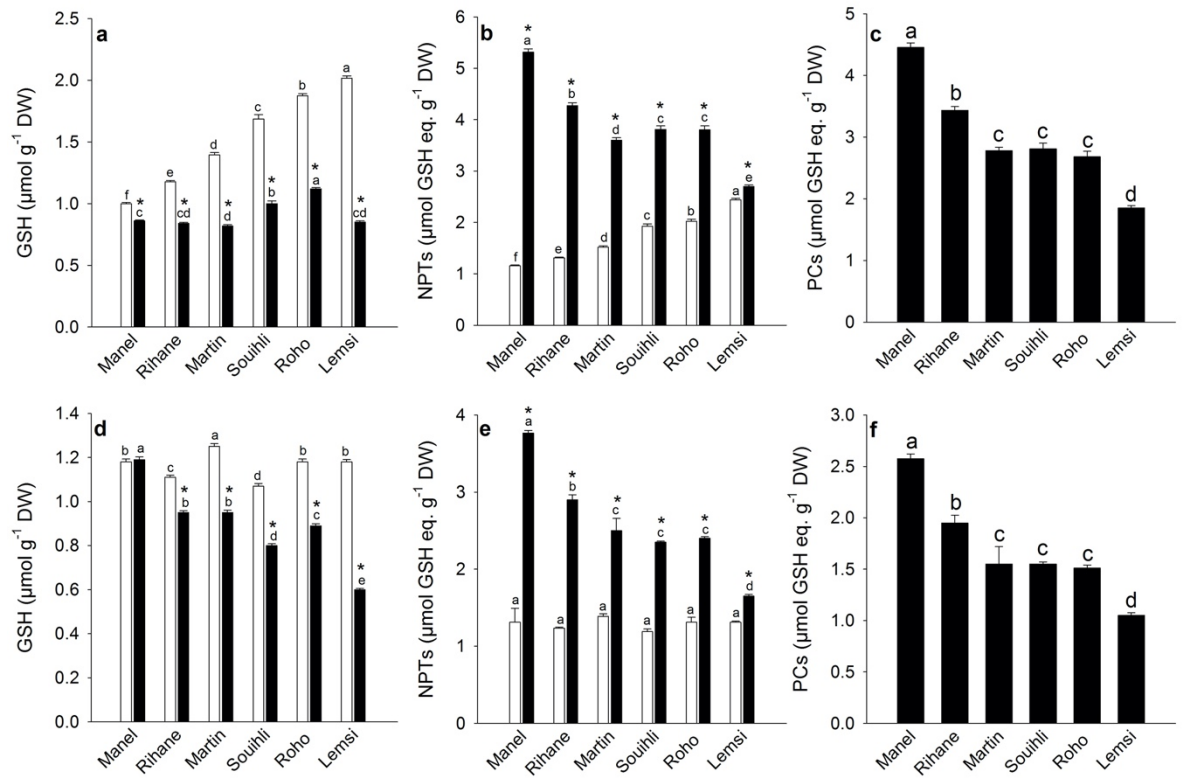 a
GSH (µmol g⁻¹ DW)
2.5
2.0
1.5
1.0
0.5
0.0
f * c
e * cd
d * d
c * b
b * a
a * cd
Manel Rihane Martin Souihli Roho Lemsi
b
NPTs (µmol GSH eq. g⁻¹ DW)
6
5
4
3
2
1
0
f * a
e * b
d * d
c * c
b * c
a * e
Manel Rihane Martin Souihli Roho Lemsi
c
PCs (µmol GSH eq. g⁻¹ DW)
5
4
3
2
1
0
a b c c c d
Manel Rihane Martin Souihli Roho Lemsi
d
GSH (µmol g⁻¹ DW)
1.4
1.2
1.0
0.8
0.6
0.4
0.2
0.0
b a
c * b
a * b
d * d
b * c
b * e
Manel Rihane Martin Souihli Roho Lemsi
e
NPTs (µmol GSH eq. g⁻¹ DW)
4
3
2
1
0
a * a
a * b
a * c
a * c
a * c
a * d
Manel Rihane Martin Souihli Roho Lemsi
f
PCs (µmol GSH eq. g⁻¹ DW)
3.0
2.5
2.0
1.5
1.0
0.5
0.0
a b c c c d
Manel Rihane Martin Souihli Roho Lemsi